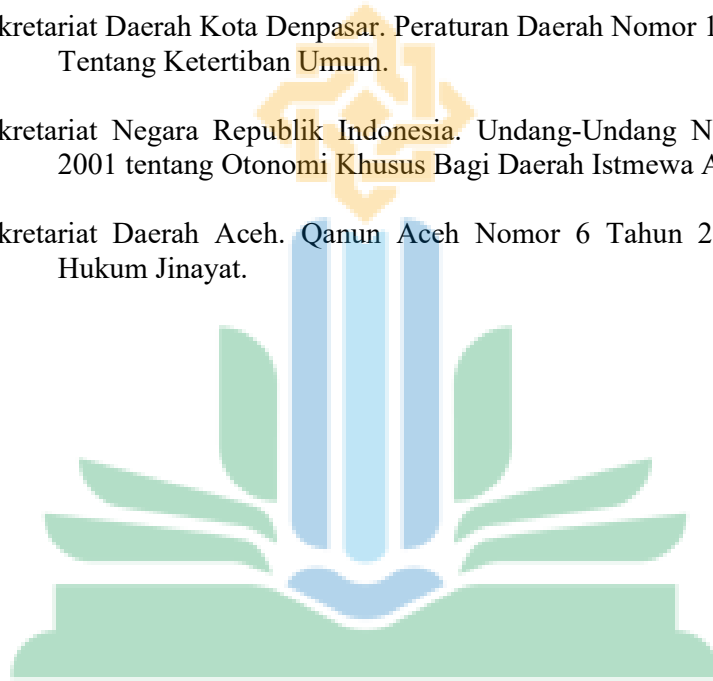 kretariat Daerah Kota Denpasar. Peraturan Daerah Nomor 1
Tentang Ketertiban Umum.
kretariat Negara Republik Indonesia. Undang-Undang N
2001 tentang Otonomi Khusus Bagi Daerah Istmewa A
kretariat Daerah Aceh. Qanun Aceh Nomor 6 Tahun 2
Hukum Jinayat.